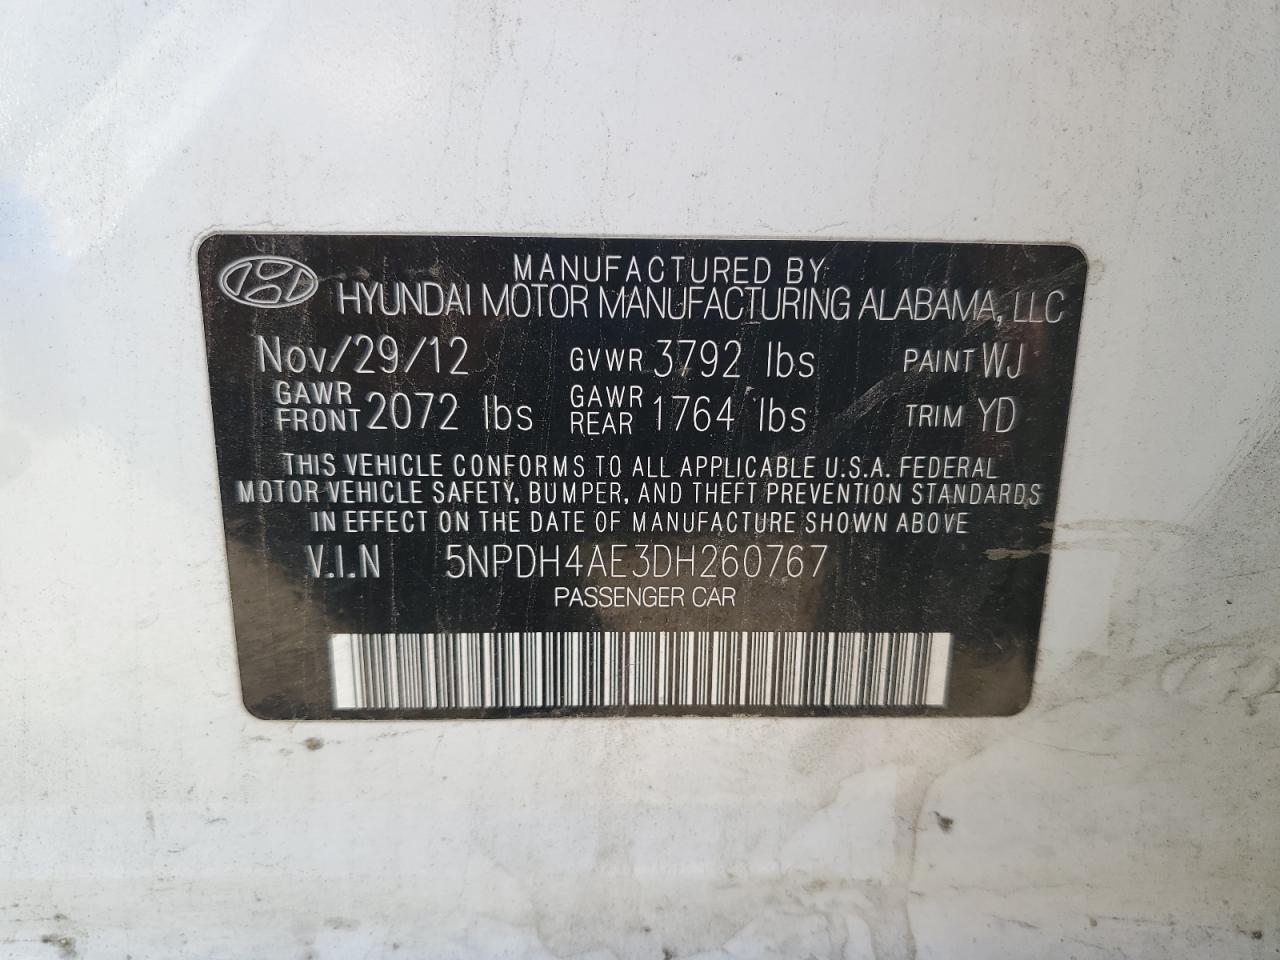 MANUFACTURED BY
HYUNDAI MOTOR MANUFACTURING ALABAMA, LLC
Nov/29/12 GVWR 3792 lbs PAINT WJ
GAWR FRONT 2072 lbs GAWR REAR 1764 lbs TRIM YD
THIS VEHICLE CONFORMS TO ALL APPLICABLE U.S.A. FEDERAL
MOTOR VEHICLE SAFETY, BUMPER, AND THEFT PREVENTION STANDARDS
IN EFFECT ON THE DATE OF MANUFACTURE SHOWN ABOVE
V.I.N 5NPDH4AE3DH260767
PASSENGER CAR